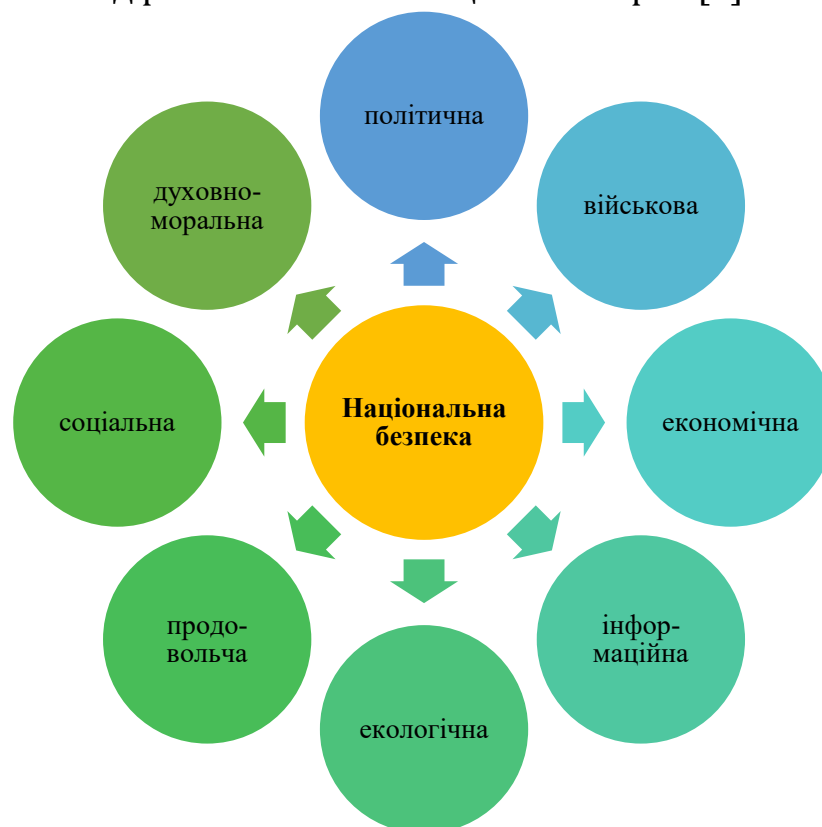 політична
духовно-
моральна
військова
соціальна
Національна
безпека
економічна
продо-
вольча
інфор-
маційна
екологічна